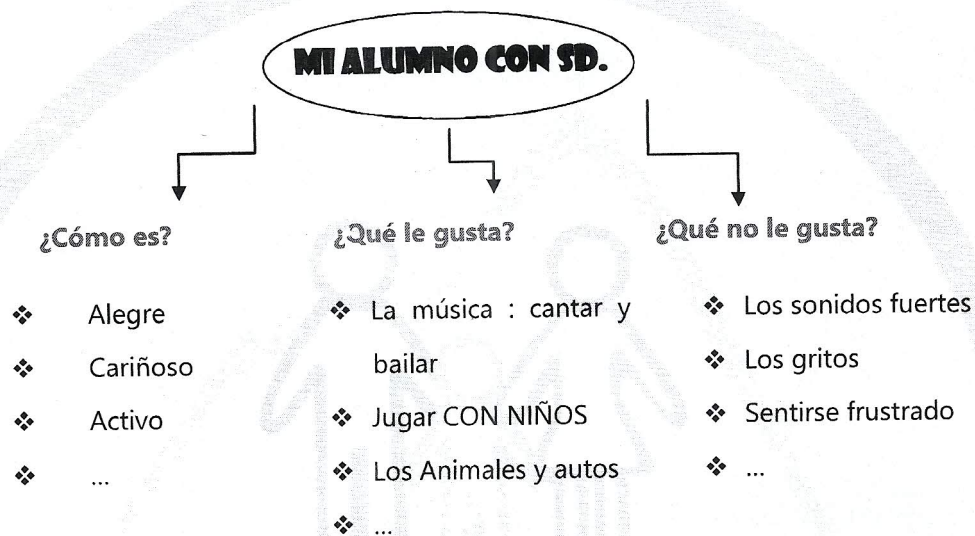 MI ALUMNO CON SD.
¿Cómo es?
❖ Alegre
❖ Cariñoso
❖ Activo
❖ ...
¿Qué le gusta?
❖ La música : cantar y
bailar
❖ Jugar CON NIÑOS
❖ Los Animales y autos
❖ ...
¿Qué no le gusta?
❖ Los sonidos fuertes
❖ Los gritos
❖ Sentirse frustrado
❖ ...